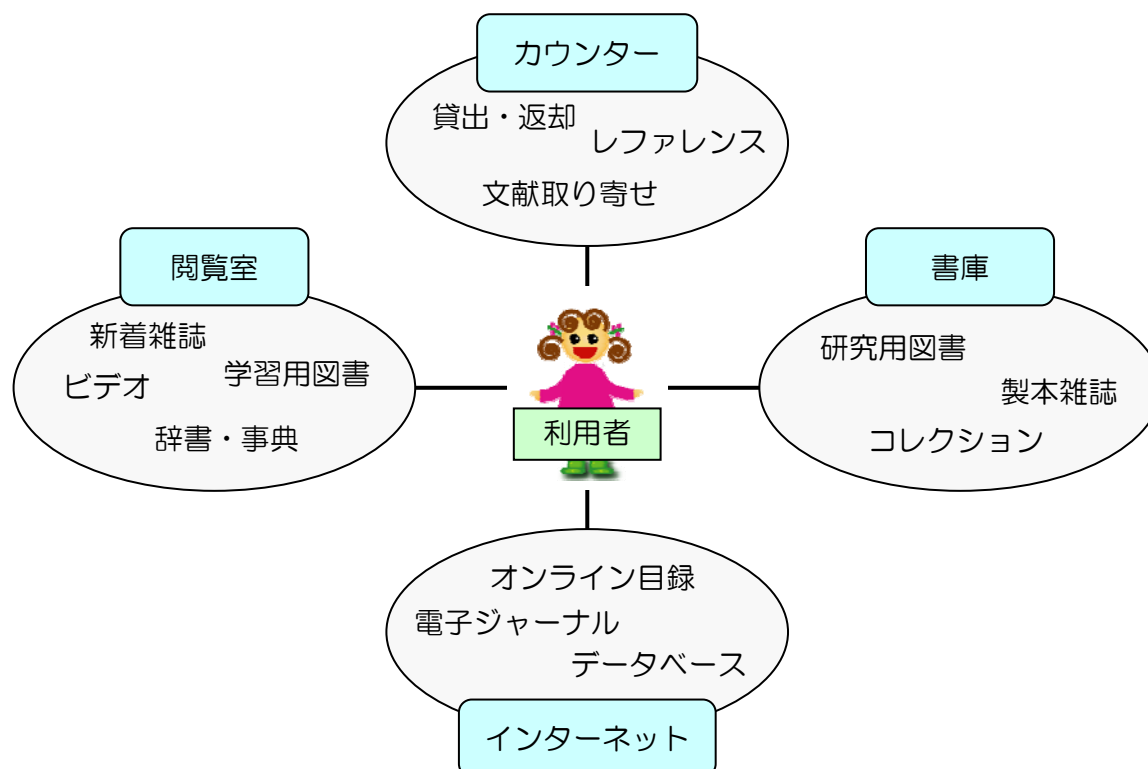 カウンター
貸出・返却
レファレンス
文献取り寄せ
閲覧室
新着雑誌
学習用図書
ビデオ
辞書・事典
書庫
研究用図書
製本雑誌
コレクション
利用者
オンライン目録
電子ジャーナル
データベース
インターネット